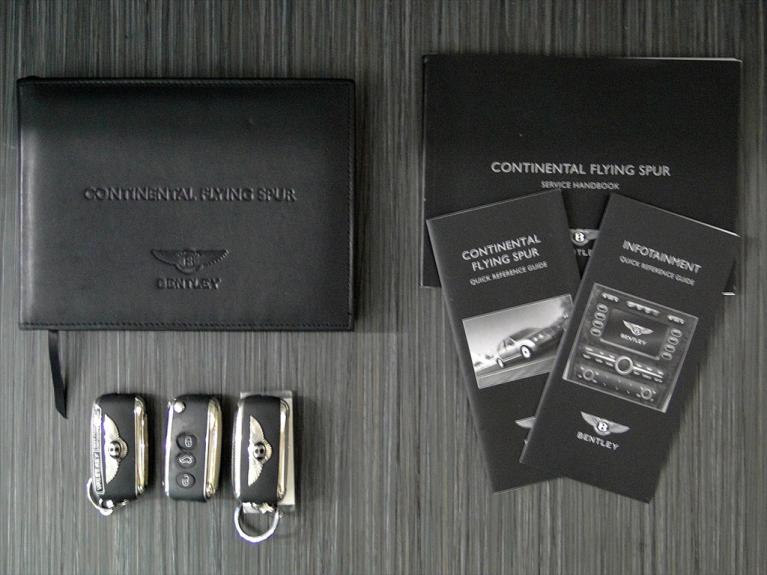 CONTINENTAL FLYING SPUR
BENTLEY
CONTINENTAL FLYING SPUR
SERVICE HANDBOOK
CONTINENTAL
FLYING SPUR
QUICK REFERENCE GUIDE
INFOTAINMENT
QUICK REFERENCE GUIDE
BENTLEY
B
BENTLEY